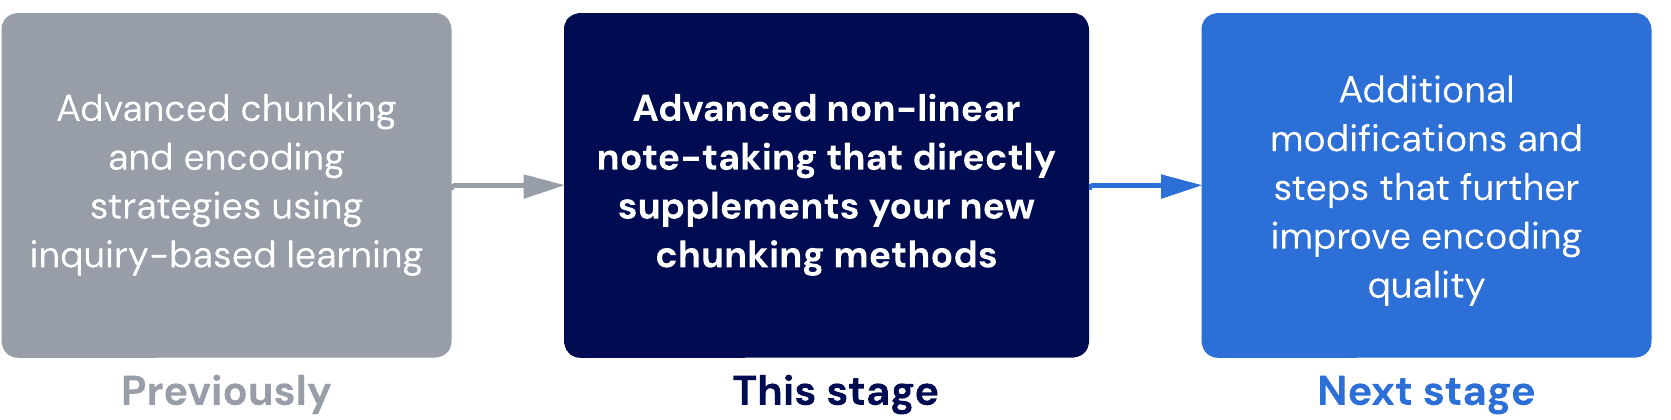 Advanced chunking
and encoding
strategies using
inquiry-based learning
Previously
Advanced non-linear
note-taking that directly
supplements your new
chunking methods
This stage
Additional
modifications and
steps that further
improve encoding
quality
Next stage